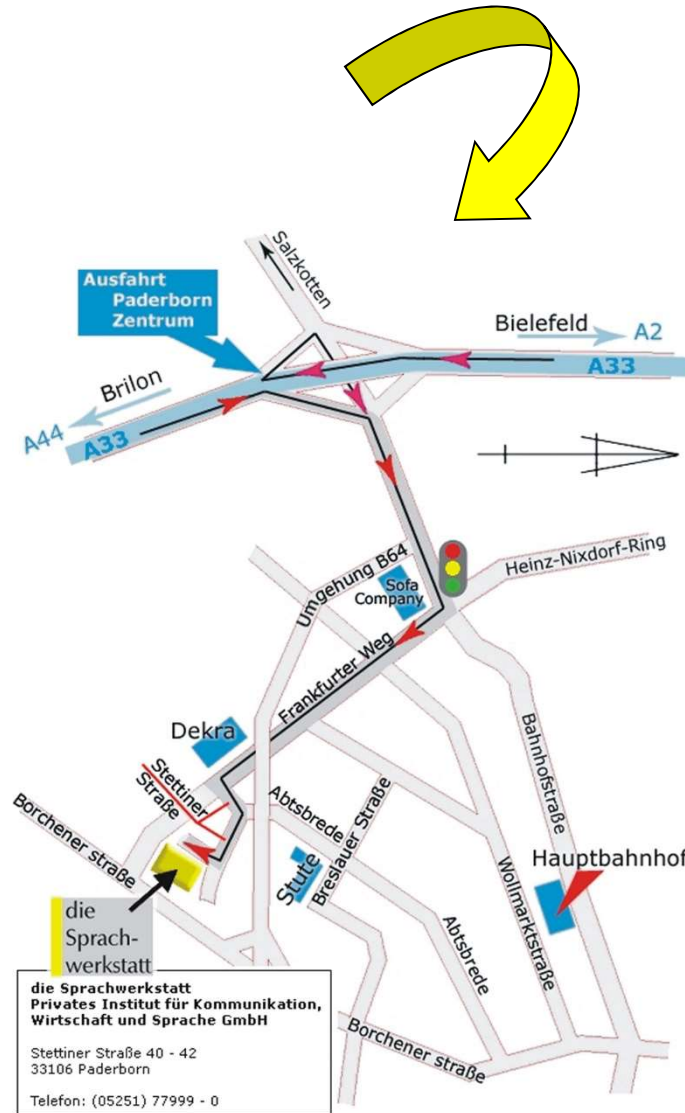 Salzkotten
Ausfahrt
Paderborn
Zentrum
Bielefeld
A2
A33
Brilon
A44
A33
Umgehung B64
Heinz-Nixdorf-Ring
Sofa
Company
Frankfurter Weg
Dekra
Bahnhofstraße
Stettiner
Straße
Abtsbrede
Borchener straße
Breslauer Straße
Stute
Wollmarktstraße
Hauptbahnhof
Abtsbrede
die
Sprach-
werkstatt
die Sprachwerkstatt
Privates Institut für Kommunikation,
Wirtschaft und Sprache GmbH
Stettiner Straße 40 - 42
33106 Paderborn
Telefon: (05251) 77999 - 0
Borchener straße